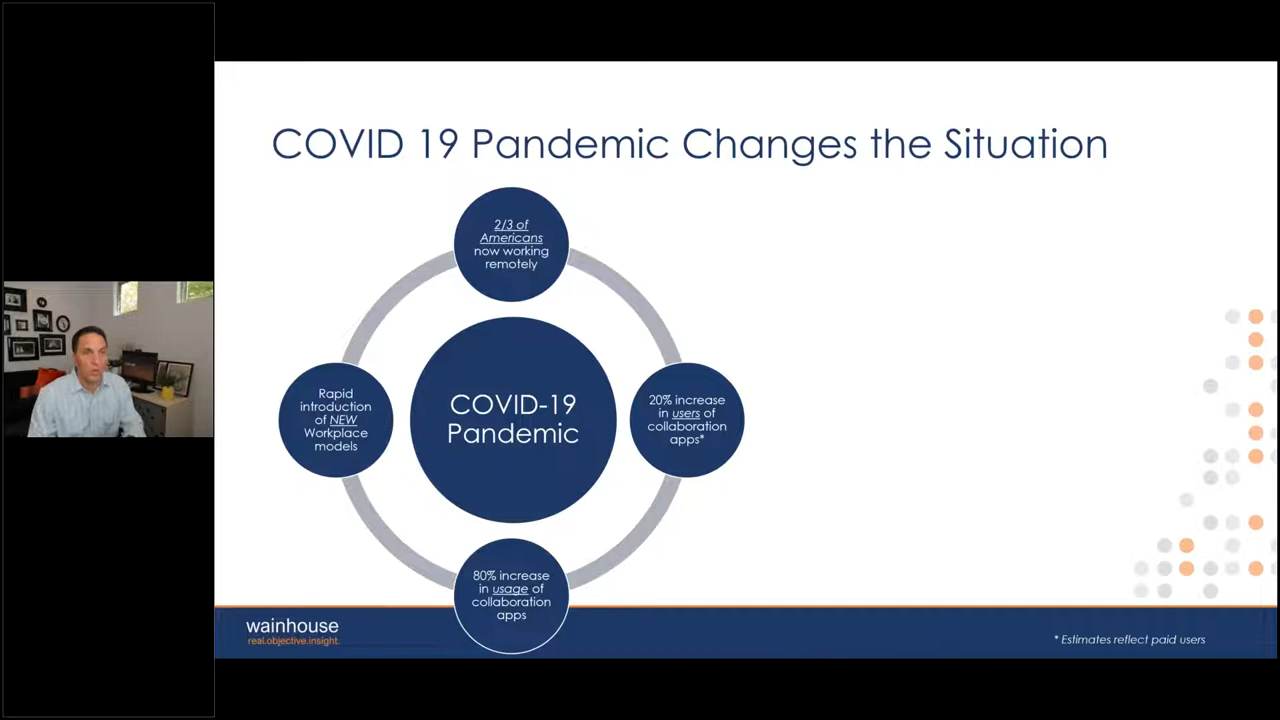 COVID 19 Pandemic Changes the Situation
2/3 of
Americans
now working
remotely
Rapid
introduction
of NEW
Workplace
models
COVID-19
Pandemic
20% increase
in users of
collaboration
apps*
80% increase
in usage of
collaboration
apps
wainhouse
real.objective.insight.
* Estimates reflect paid users